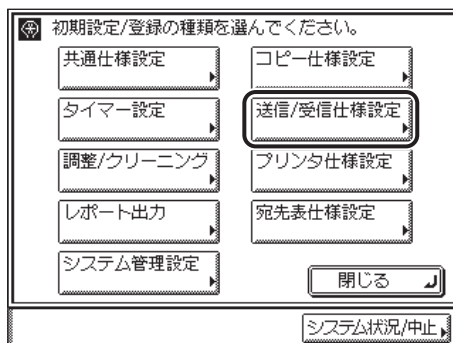 初期設定/登録の種類を選んでください。
共通仕様設定
コピー仕様設定
タイマー設定
送信/受信仕様設定
調整/クリーニング
プリンタ仕様設定
レポート出力
宛先表仕様設定
システム管理設定
閉じる
システム状況/中止